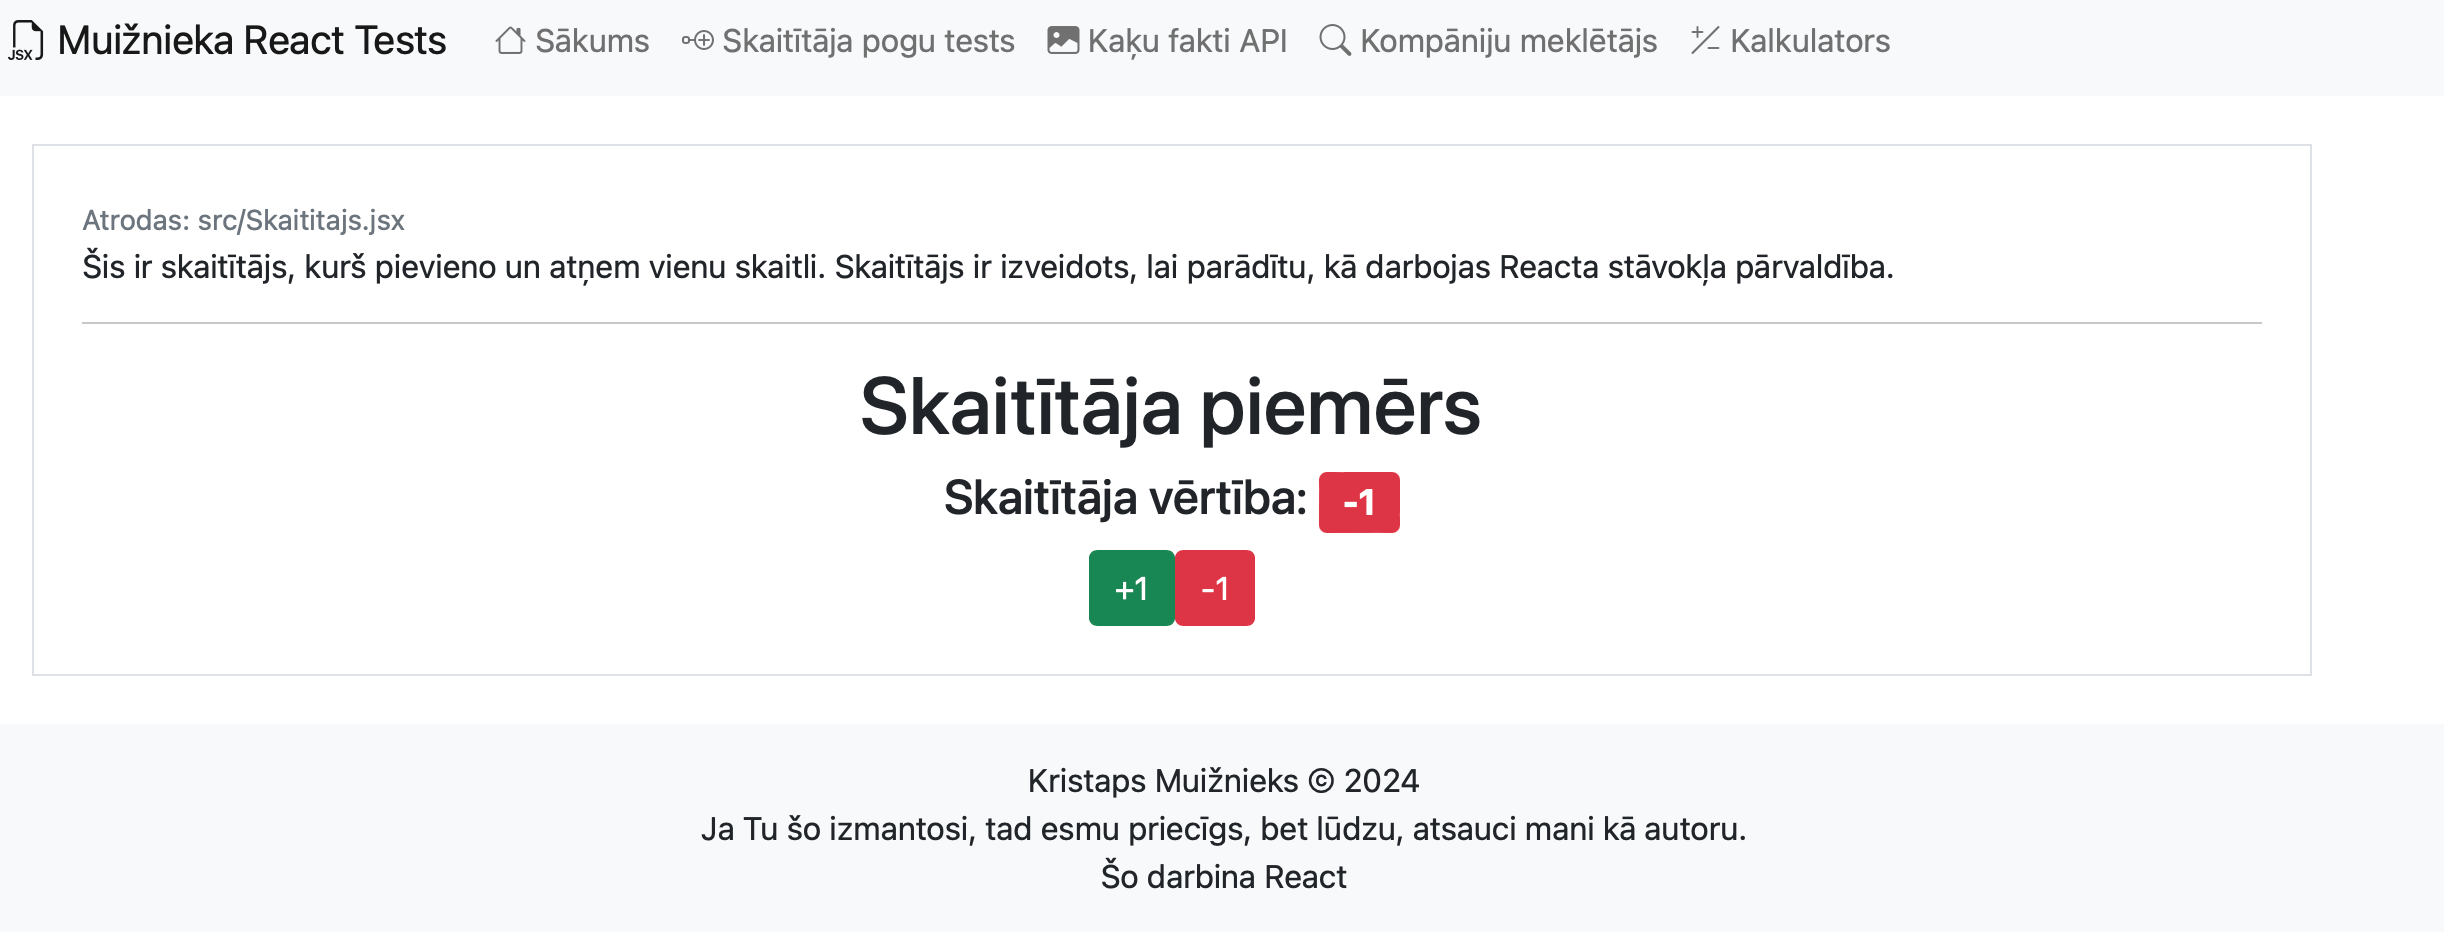 JSX Muižnieka React Tests Sākums Skaitītāja pogu tests Kaķu fakti API Kompāniju meklētājs Kalkulators
Atrodas: src/Skaititajs.jsx
Šis ir skaitītājs, kurš pievieno un atņem vienu skaitli. Skaitītājs ir izveidots, lai parādītu, kā darbojas Reacta stāvokļa pārvaldība.
Skaitītāja piemērs
Skaitītāja vērtība: -1
+1 -1
Kristaps Muižnieks © 2024
Ja Tu šo izmantosi, tad esmu priecīgs, bet lūdzu, atsauci mani kā autoru.
Šo darbina React